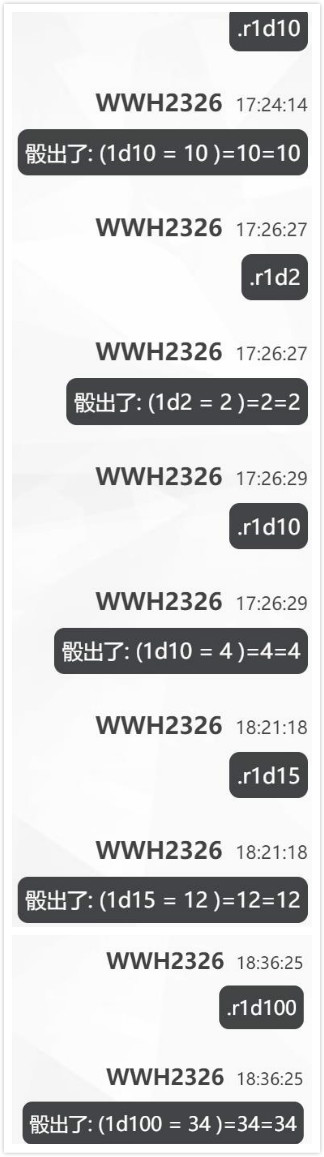 .r1d10
WWH2326 17:24:14
骰出了: (1d10 = 10 )=10=10
WWH2326 17:26:27
.r1d2
WWH2326 17:26:27
骰出了: (1d2 = 2 )=2=2
WWH2326 17:26:29
.r1d10
WWH2326 17:26:29
骰出了: (1d10 = 4 )=4=4
WWH2326 18:21:18
.r1d15
WWH2326 18:21:18
骰出了: (1d15 = 12 )=12=12
WWH2326 18:36:25
.r1d100
WWH2326 18:36:25
骰出了: (1d100 = 34 )=34=34